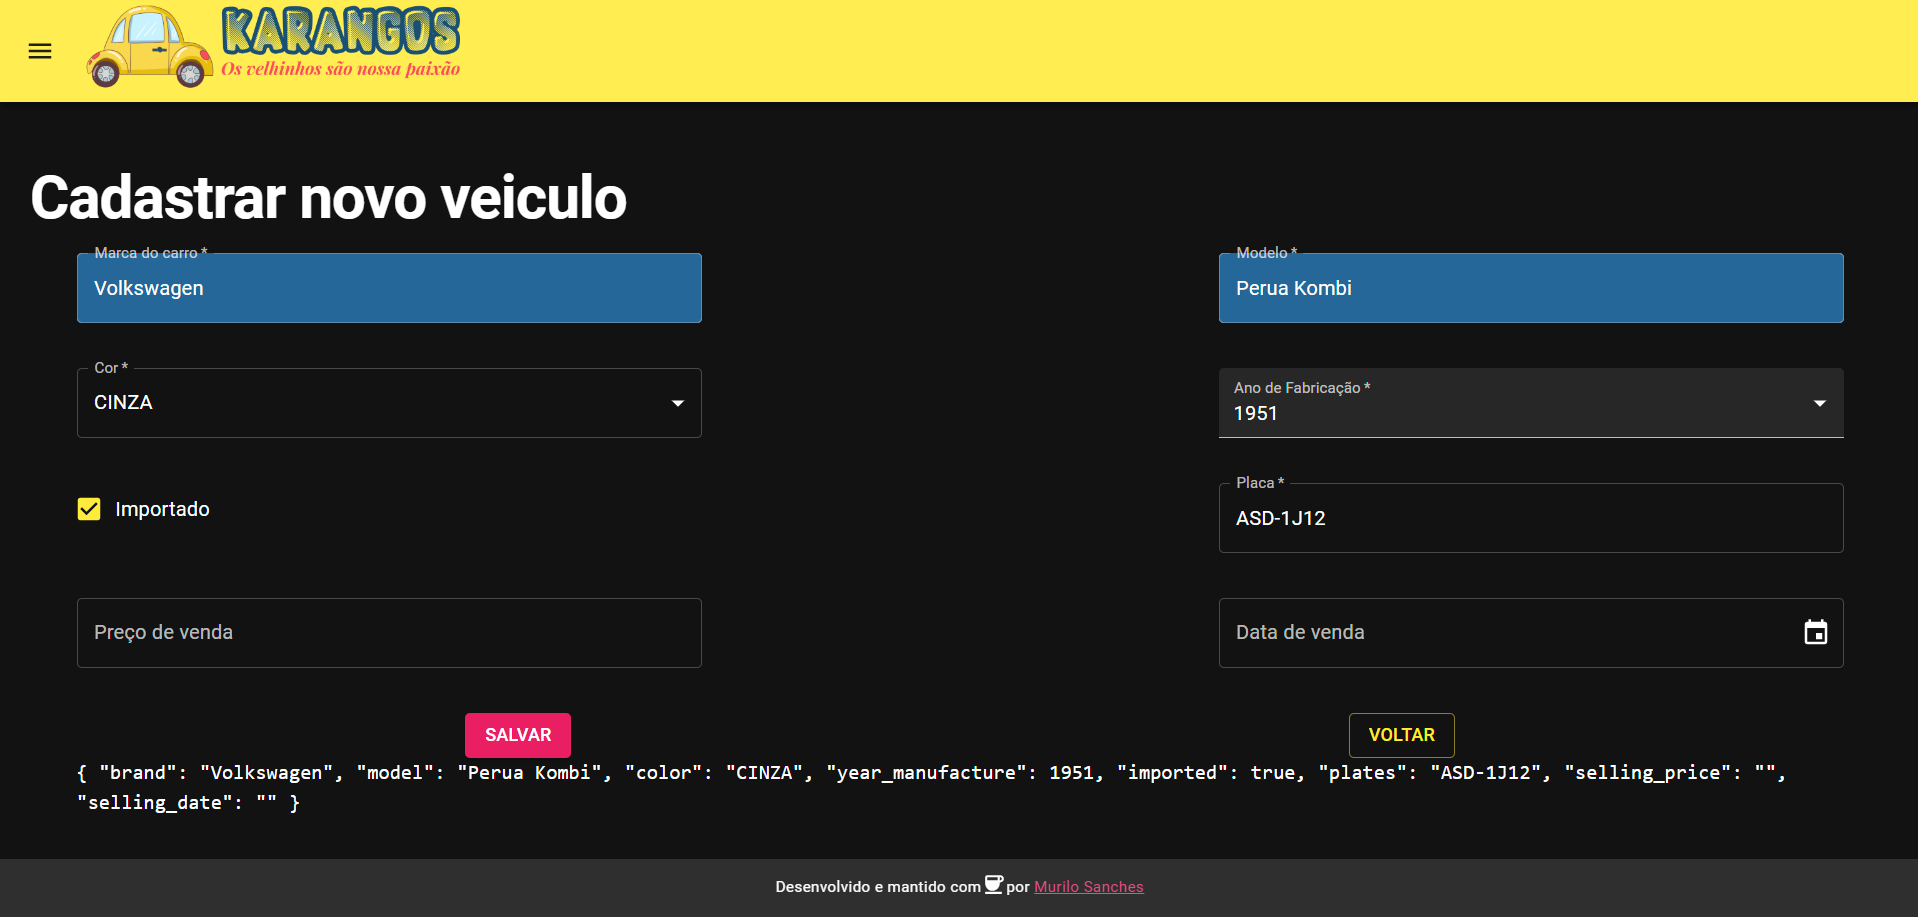 KARANGOS
Os velhinhos são nossa paixão
Cadastrar novo veiculo
Marca do carro *
Volkswagen
Modelo *
Perua Kombi
Cor *
CINZA
Ano de Fabricação *
1951
Importado
Placa *
ASD-1J12
Preço de venda
Data de venda
SALVAR
VOLTAR
{ "brand": "Volkswagen", "model": "Perua Kombi", "color": "CINZA", "year_manufacture": 1951, "imported": true, "plates": "ASD-1J12", "selling_price": "",
"selling_date": "" }
Desenvolvido e mantido com por Murilo Sanches